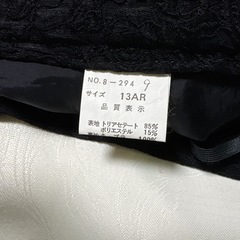 NO.8-294 9
サイズ 13AR
品質表示
表地 トリアセテート 85%
ポリエステル 15%
100%